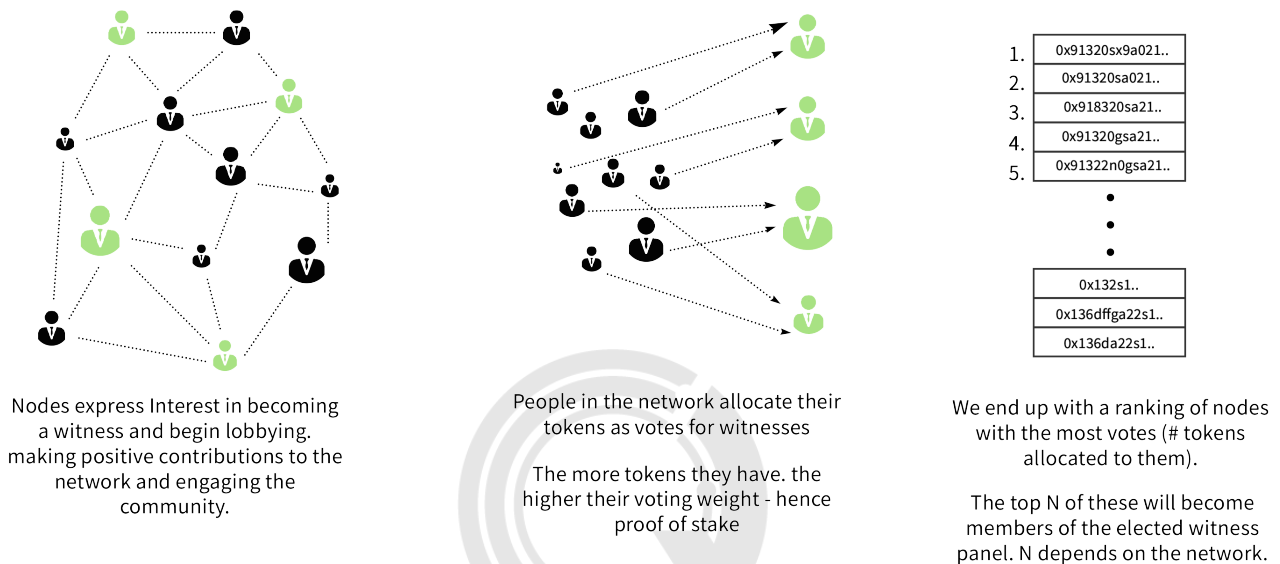 Nodes express Interest in becoming
a witness and begin lobbying.
making positive contributions to the
network and engaging the
community.
People in the network allocate their
tokens as votes for witnesses
The more tokens they have. the
higher their voting weight - hence
proof of stake
1. 0x91320sx9a021..
2. 0x91320sa021..
3. 0x918320sa21..
4. 0x91320gsa21..
5. 0x91322n0gsa21..
0x132s1..
0x136dffga22s1..
0x136da22s1..
We end up with a ranking of nodes
with the most votes (# tokens
allocated to them).
The top N of these will become
members of the elected witness
panel. N depends on the network.